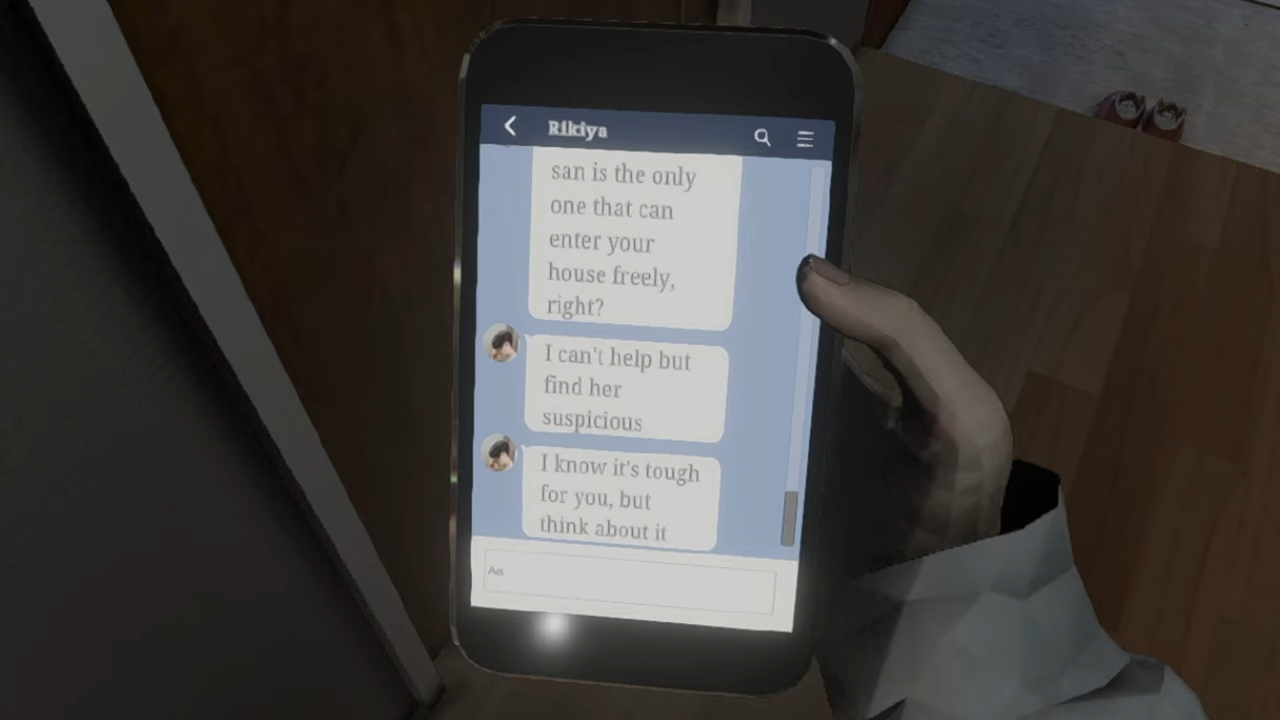 Rikiya
san is the only
one that can
enter your
house freely,
right?
I can't help but
find her
suspicious
I know it's tough
for you, but
think about it
Aa